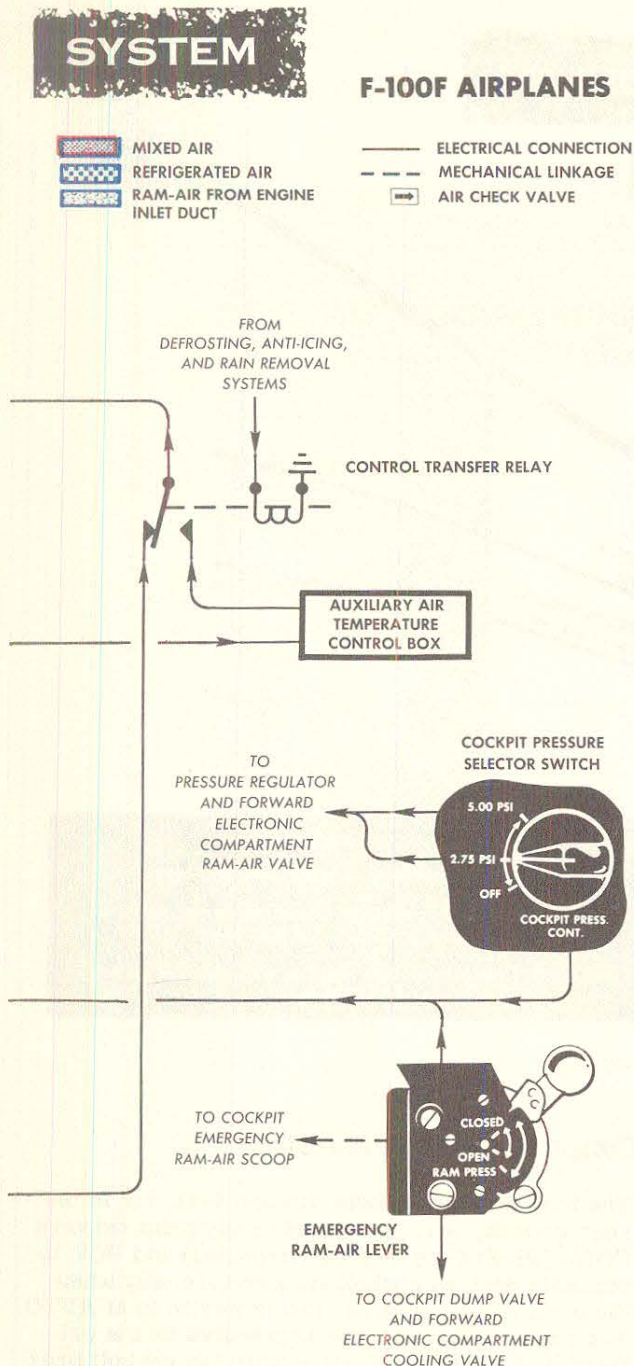 SYSTEM
F-100F AIRPLANES
MIXED AIR
REFRIGERATED AIR
RAM-AIR FROM ENGINE
INLET DUCT
ELECTRICAL CONNECTION
MECHANICAL LINKAGE
AIR CHECK VALVE
FROM
DEFROSTING, ANTI-ICING,
AND RAIN REMOVAL
SYSTEMS
CONTROL TRANSFER RELAY
AUXILIARY AIR
TEMPERATURE
CONTROL BOX
COCKPIT PRESSURE
SELECTOR SWITCH
TO
PRESSURE REGULATOR
AND FORWARD
ELECTRONIC
COMPARTMENT
RAM-AIR VALVE
5.00 PSI
2.75 PSI
OFF
COCKPIT PRESS.
CONT.
TO COCKPIT
EMERGENCY
RAM-AIR SCOOP
CLOSED
OPEN
RAM PRESS
EMERGENCY
RAM-AIR LEVER
TO COCKPIT DUMP VALVE
AND FORWARD
ELECTRONIC COMPARTMENT
COOLING VALVE